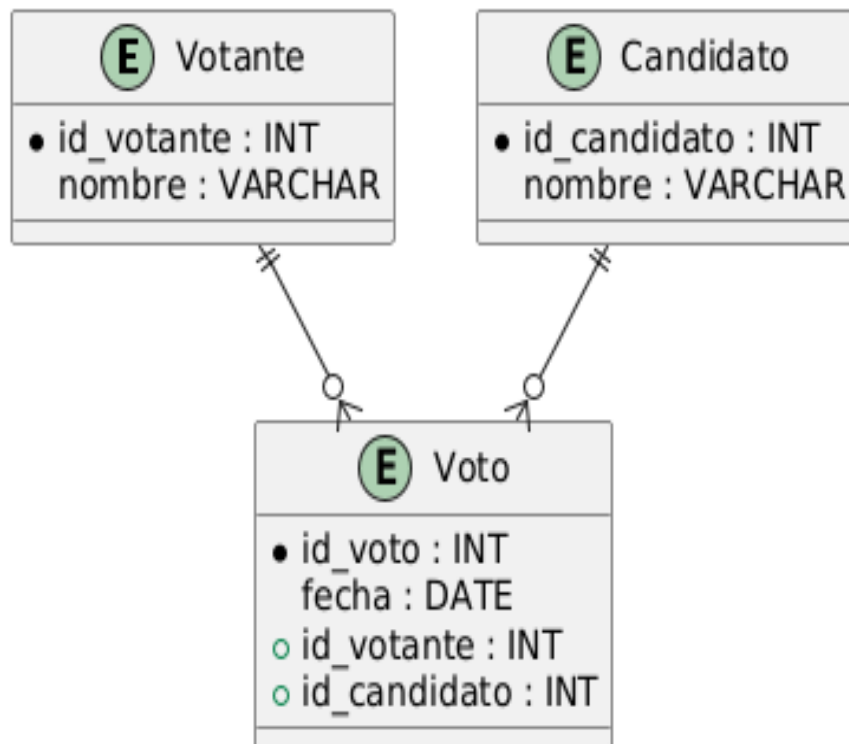 E Votante
id_votante : INT
nombre : VARCHAR
E Candidato
id_candidato : INT
nombre : VARCHAR
E Voto
id_voto : INT
fecha : DATE
id_votante : INT
id_candidato : INT